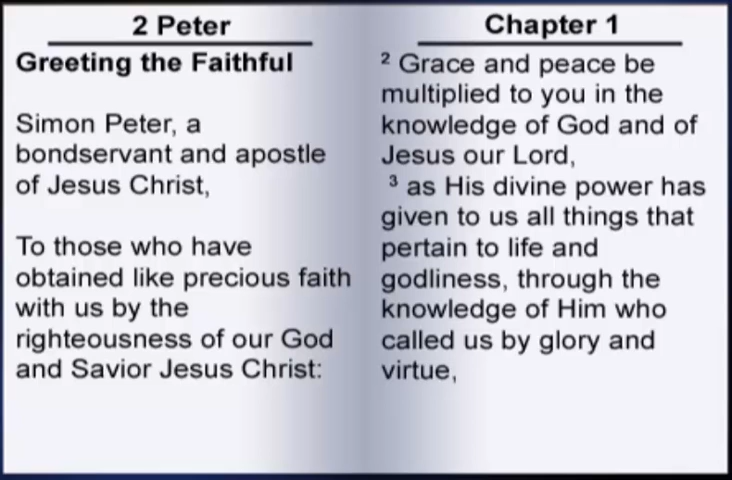 2 Peter
Greeting the Faithful
Simon Peter, a
bondservant and apostle
of Jesus Christ,
To those who have
obtained like precious faith
with us by the
righteousness of our God
and Savior Jesus Christ:
Chapter 1
² Grace and peace be
multiplied to you in the
knowledge of God and of
Jesus our Lord,
³ as His divine power has
given to us all things that
pertain to life and
godliness, through the
knowledge of Him who
called us by glory and
virtue,